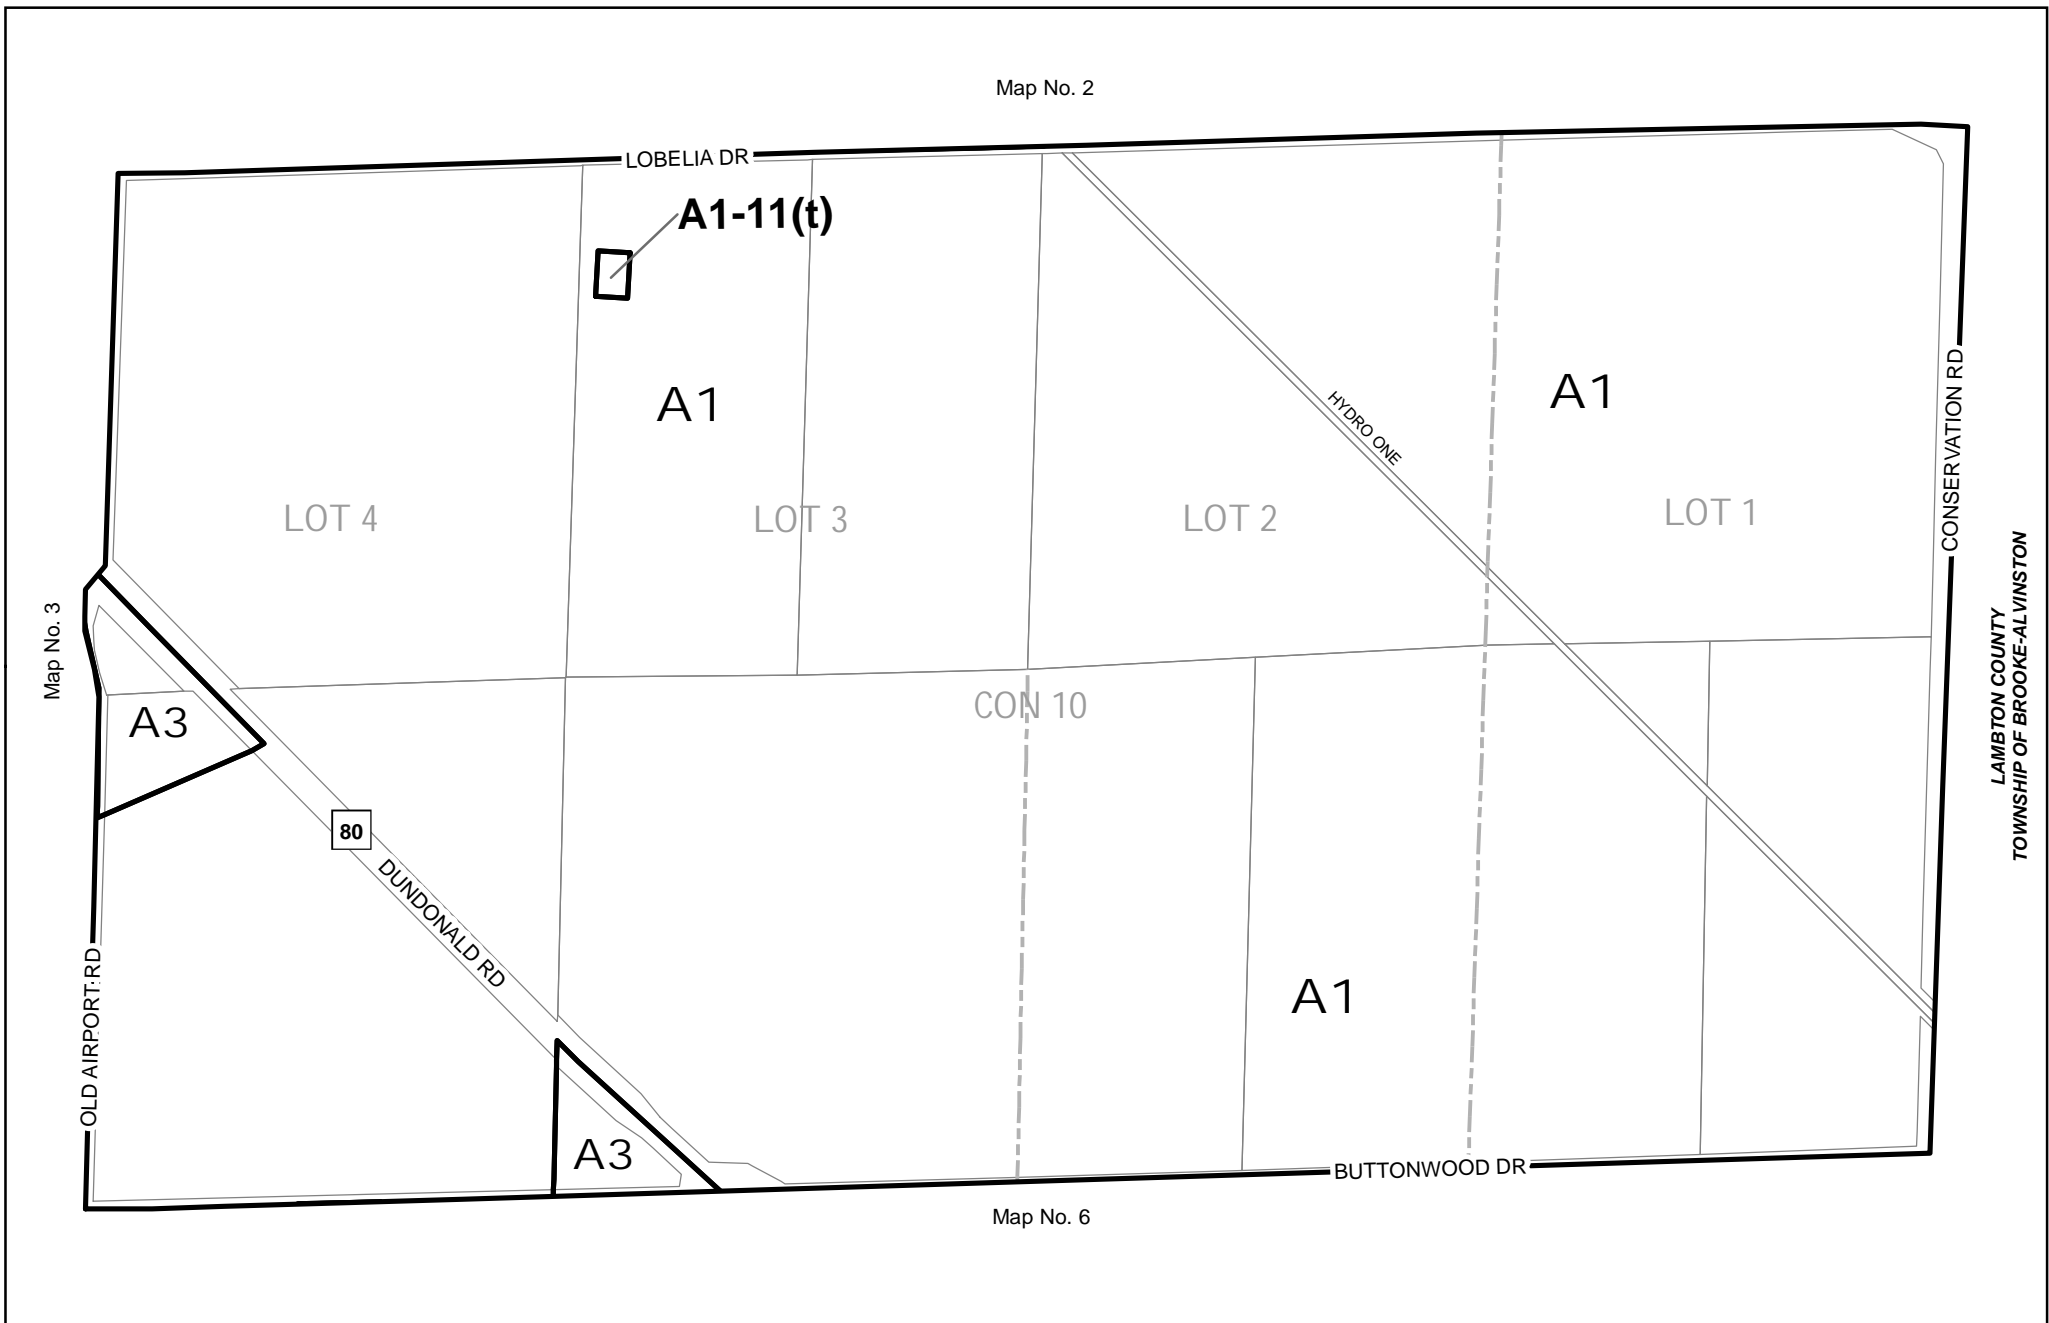 Map No. 2
LOBELIA DR
A1-11(t)
A1
A1
HYDRO ONE
CONSERVATION RD
LOT 4
LOT 3
LOT 2
LOT 1
LAMBTON COUNTY
TOWNSHIP OF BROOKE-ALVINSTON
Map No. 3
CON 10
A3
80
DUNDONALD RD
OLD AIRPORT RD
A1
A3
BUTTONWOOD DR
Map No. 6